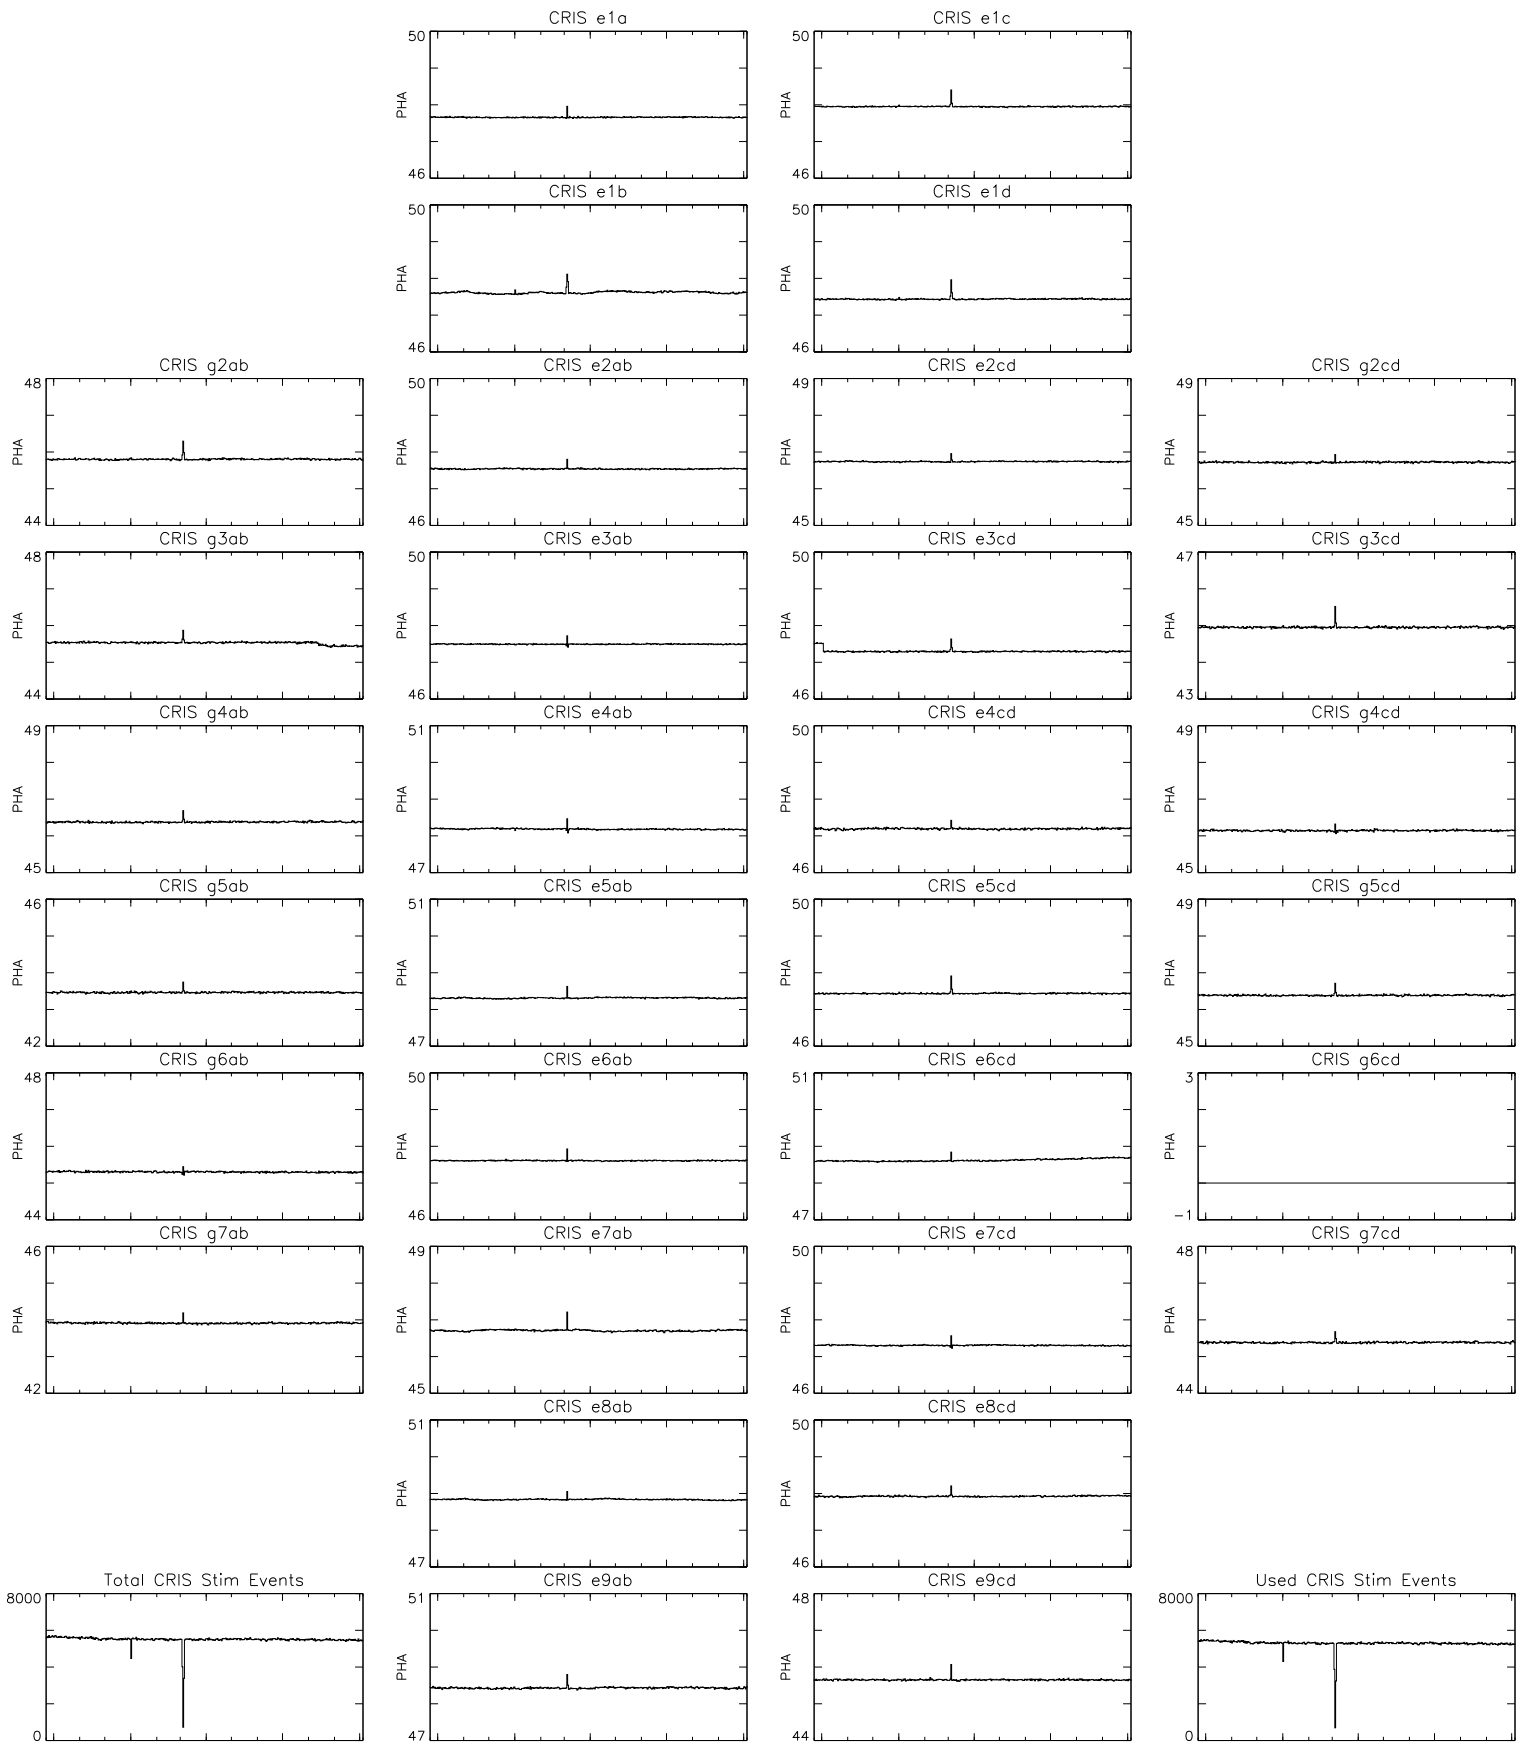 CRIS e1a
50
PHA
46
CRIS e1c
50
PHA
46
CRIS e1b
50
PHA
46
CRIS e1d
50
PHA
46
CRIS g2ab
48
PHA
44
CRIS e2ab
50
PHA
46
CRIS e2cd
49
PHA
45
CRIS g2cd
49
PHA
45
CRIS g3ab
48
PHA
44
CRIS e3ab
50
PHA
46
CRIS e3cd
50
PHA
46
CRIS g3cd
47
PHA
43
CRIS g4ab
49
PHA
45
CRIS e4ab
51
PHA
47
CRIS e4cd
50
PHA
46
CRIS g4cd
49
PHA
45
CRIS g5ab
46
PHA
42
CRIS e5ab
51
PHA
47
CRIS e5cd
50
PHA
46
CRIS g5cd
49
PHA
45
CRIS g6ab
48
PHA
44
CRIS e6ab
50
PHA
46
CRIS e6cd
51
PHA
47
CRIS g6cd
3
PHA
-1
CRIS g7ab
46
PHA
42
CRIS e7ab
49
PHA
45
CRIS e7cd
50
PHA
46
CRIS g7cd
48
PHA
44
CRIS e8ab
51
PHA
47
CRIS e8cd
50
PHA
46
Total CRIS Stim Events
8000
0
CRIS e9ab
51
PHA
47
CRIS e9cd
48
PHA
44
Used CRIS Stim Events
8000
0